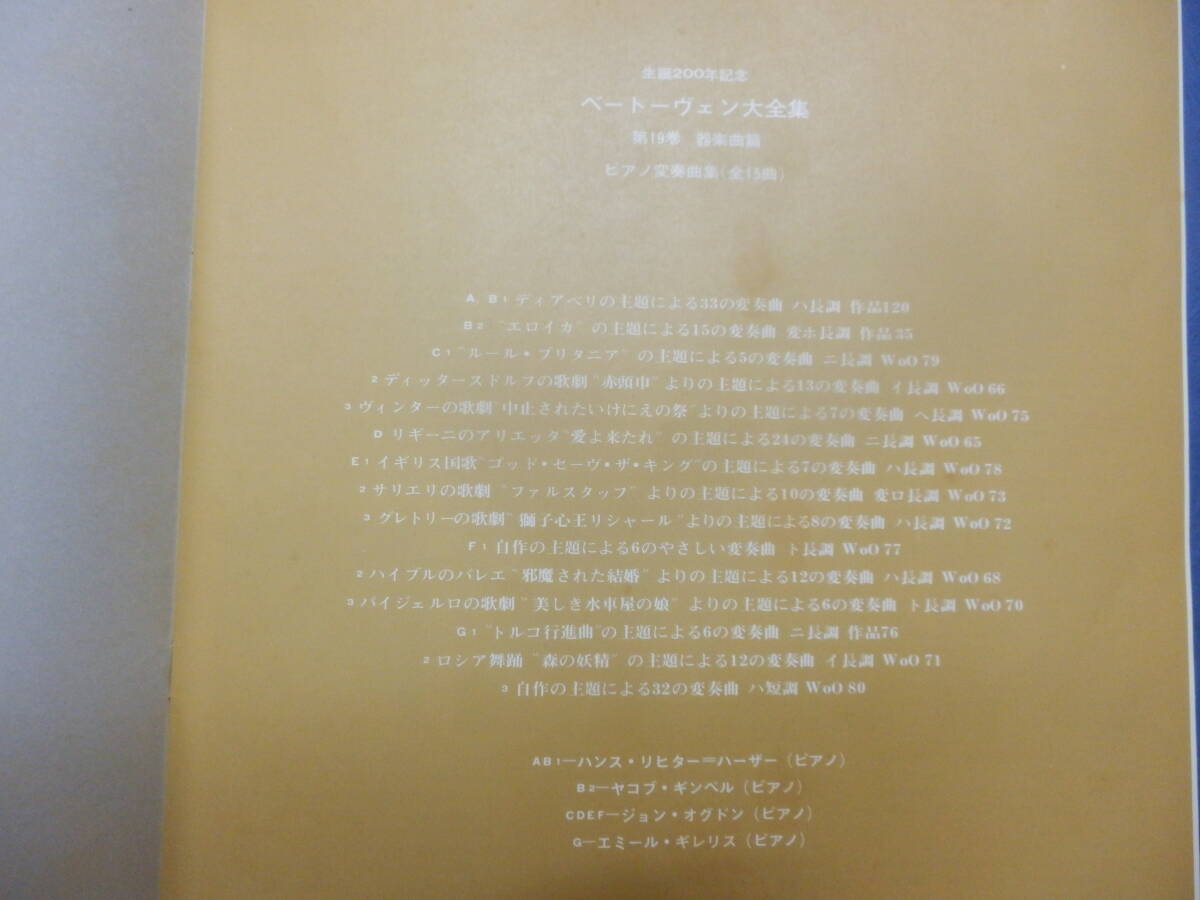 生誕200年記念
ベートーヴェン大全集
第19巻 器楽曲篇
ピアノ変奏曲集(全15曲)
A, B1 ディアベリの主題による33の変奏曲 ハ長調 作品120
B2 “エロイカ”の主題による15の変奏曲 変ホ長調 作品35
C1 “ルール・ブリタニア”の主題による5の変奏曲 ニ長調 WoO 79
2 ディッタースドルフの歌劇“赤頭巾”よりの主題による13の変奏曲 イ長調 WoO 66
3 ヴィンターの歌劇“中止されたいけにえの祭”よりの主題による7の変奏曲 ヘ長調 WoO 75
D リギーニのアリエッタ“愛よ来たれ”の主題による24の変奏曲 ニ長調 WoO 65
E1 イギリス国歌“ゴッド・セーヴ・ザ・キング”の主題による7の変奏曲 ハ長調 WoO 78
2 サリエリの歌劇“ファルスタッフ”よりの主題による10の変奏曲 変ロ長調 WoO 73
3 グレトリーの歌劇“獅子心王リシャール”よりの主題による8の変奏曲 ハ長調 WoO 72
F1 自作の主題による6のやさしい変奏曲 ト長調 WoO 77
2 ハイブルのバレエ“邪魔された結婚”よりの主題による12の変奏曲 ハ長調 WoO 68
3 パイジェルロの歌劇“美しき水車屋の娘”よりの主題による6の変奏曲 ト長調 WoO 70
G1 “トルコ行進曲”の主題による6の変奏曲 ニ長調 作品76
2 ロシア舞踊“森の妖精”の主題による12の変奏曲 イ長調 WoO 71
3 自作の主題による32の変奏曲 ハ短調 WoO 80
AB1—ハンス・リヒター＝ハーザー(ピアノ)
B2—ヤコブ・ギンペル(ピアノ)
CDEF—ジョン・オグドン(ピアノ)
G—エミール・ギレリス(ピアノ)